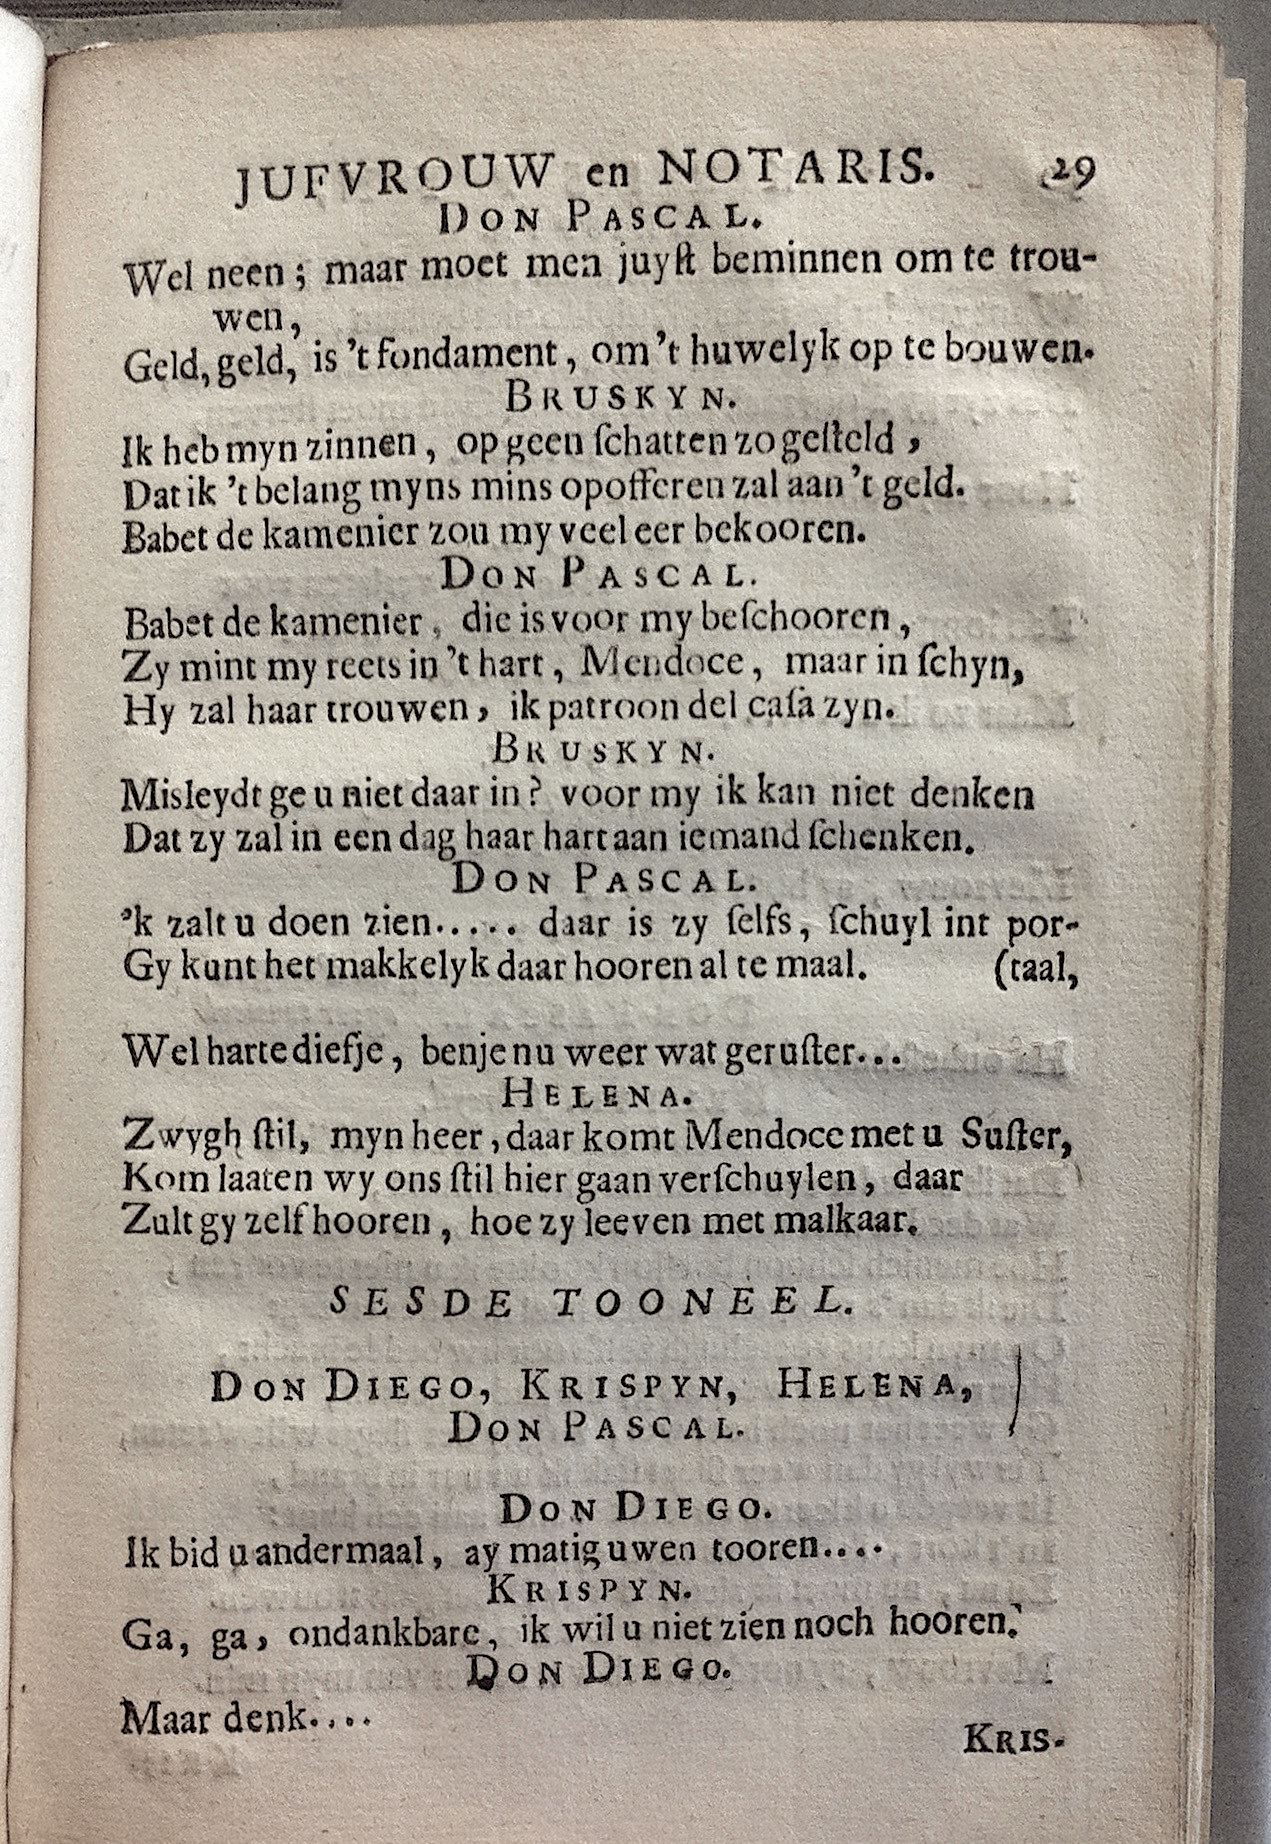 JUFVROUW en NOTARIS. 29
DON PASCAL.
Wel neen; maar moet men juyſt beminnen om te trou-
wen,
Geld, geld, is 't fondament, om 't huwelyk op te bouwen.
BRUSKYN.
Ik heb myn zinnen, op geen ſchatten zo geſteld,
Dat ik 't belang myns mins opofferen zal aan 't geld.
Babet de kamenier zou my veel eer bekooren.
DON PASCAL.
Babet de kamenier, die is voor my beſchooren,
Zy mint my reets in 't hart, Mendoce, maar in ſchyn,
Hy zal haar trouwen, ik patroon del caſa zyn.
BRUSKYN.
Misleydt ge u niet daar in? voor my ik kan niet denken
Dat zy zal in een dag haar hart aan iemand ſchenken.
DON PASCAL.
'k zalt u doen zien..... daar is zy ſelfs, ſchuyl int por-
Gy kunt het makkelyk daar hooren al te maal. (taal,
Wel hartediefje, benje nu weer wat geruſter...
HELENA.
Zwygh ſtil, myn heer, daar komt Mendoce met u Suſter,
Kom laaten wy ons ſtil hier gaan verſchuylen, daar
Zult gy zelf hooren, hoe zy leeven met malkaar.
SESDE TOONEEL.
DON DIEGO, KRISPYN, HELENA,
DON PASCAL.
DON DIEGO.
Ik bid u andermaal, ay matig uwen tooren....
KRISPYN.
Ga, ga, ondankbare, ik wil u niet zien noch hooren.
DON DIEGO.
Maar denk....
KRIS-